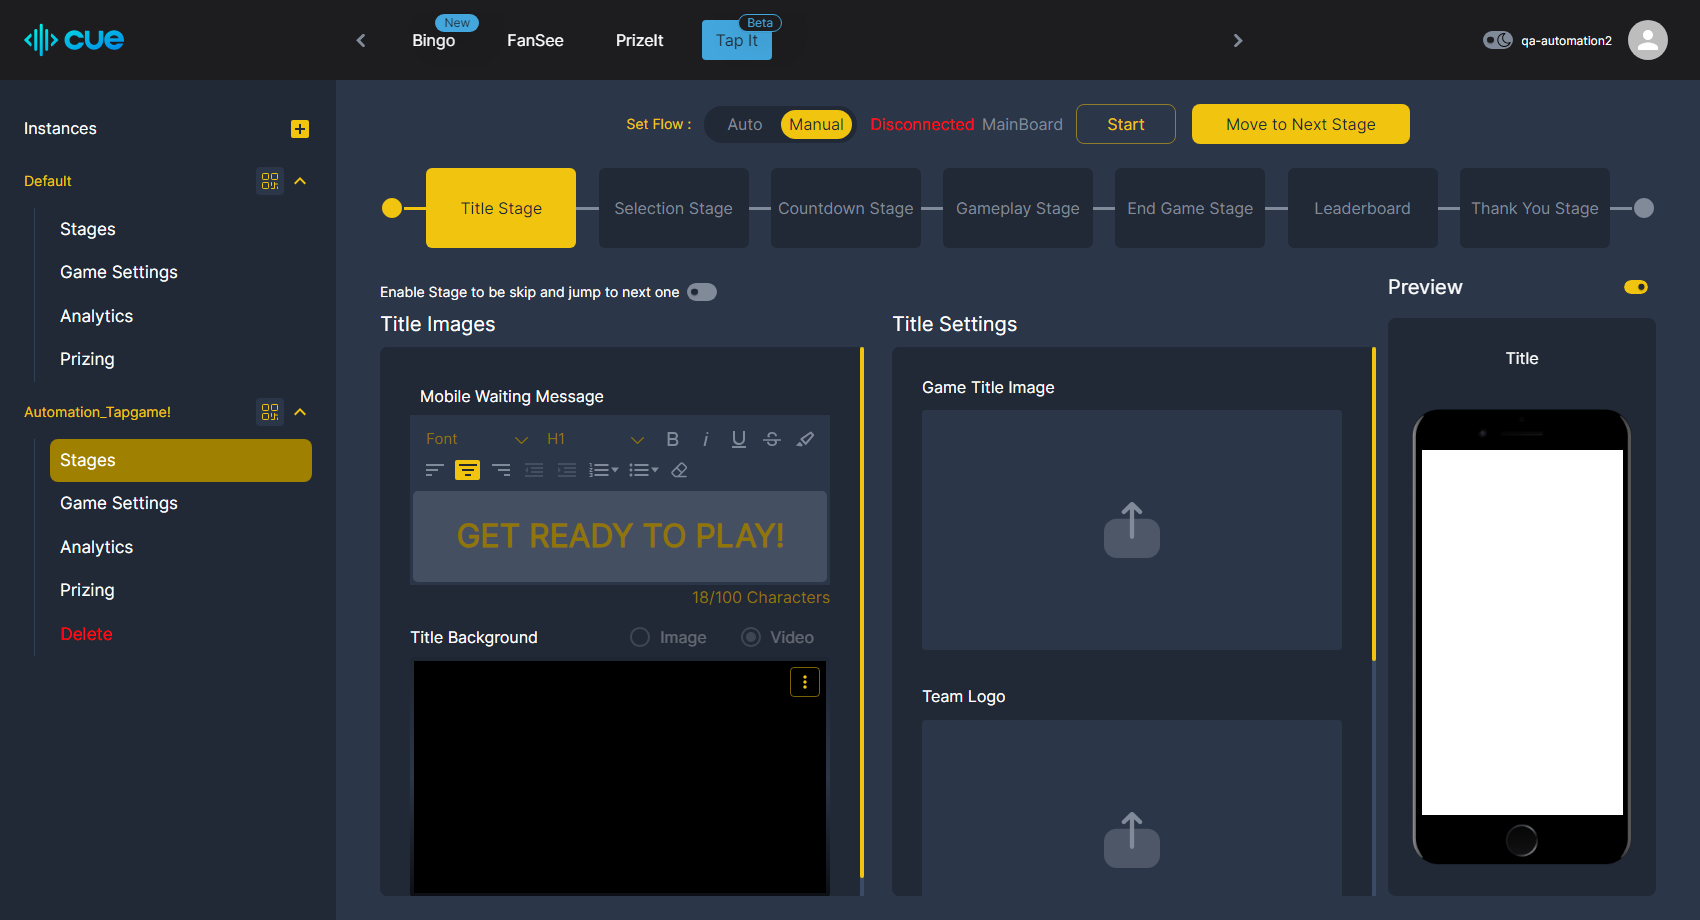 cue
New
Bingo
FanSee
PrizeIt
Beta
Tap It
qa-automation2
Instances
Default
Stages
Game Settings
Analytics
Prizing
Automation_Tapgame!
Stages
Game Settings
Analytics
Prizing
Delete
Set Flow :
Auto
Manual
Disconnected MainBoard
Start
Move to Next Stage
Title Stage
Selection Stage
Countdown Stage
Gameplay Stage
End Game Stage
Leaderboard
Thank You Stage
Enable Stage to be skip and jump to next one
Title Images
Mobile Waiting Message
Font
H1
B
i
U
S
GET READY TO PLAY!
18/100 Characters
Title Background
Image
Video
Title Settings
Game Title Image
Team Logo
Preview
Title